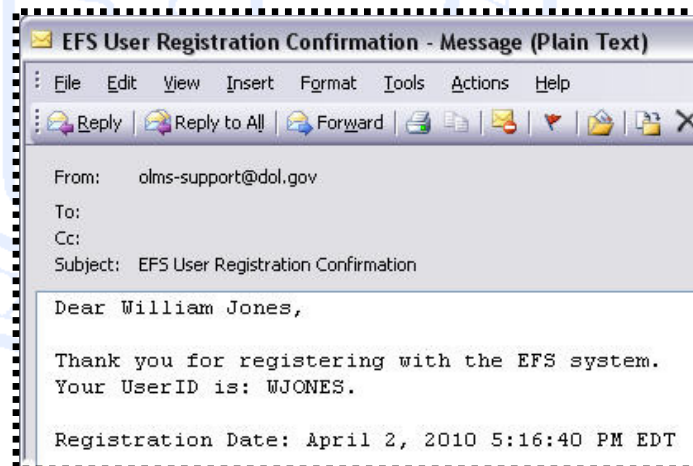 EFS User Registration Confirmation - Message (Plain Text)
File Edit View Insert Format Tools Actions Help
Reply Reply to All Forward
From: olms-support@dol.gov
To:
Cc:
Subject: EFS User Registration Confirmation
Dear William Jones,
Thank you for registering with the EFS system.
Your UserID is: WJONES.
Registration Date: April 2, 2010 5:16:40 PM EDT